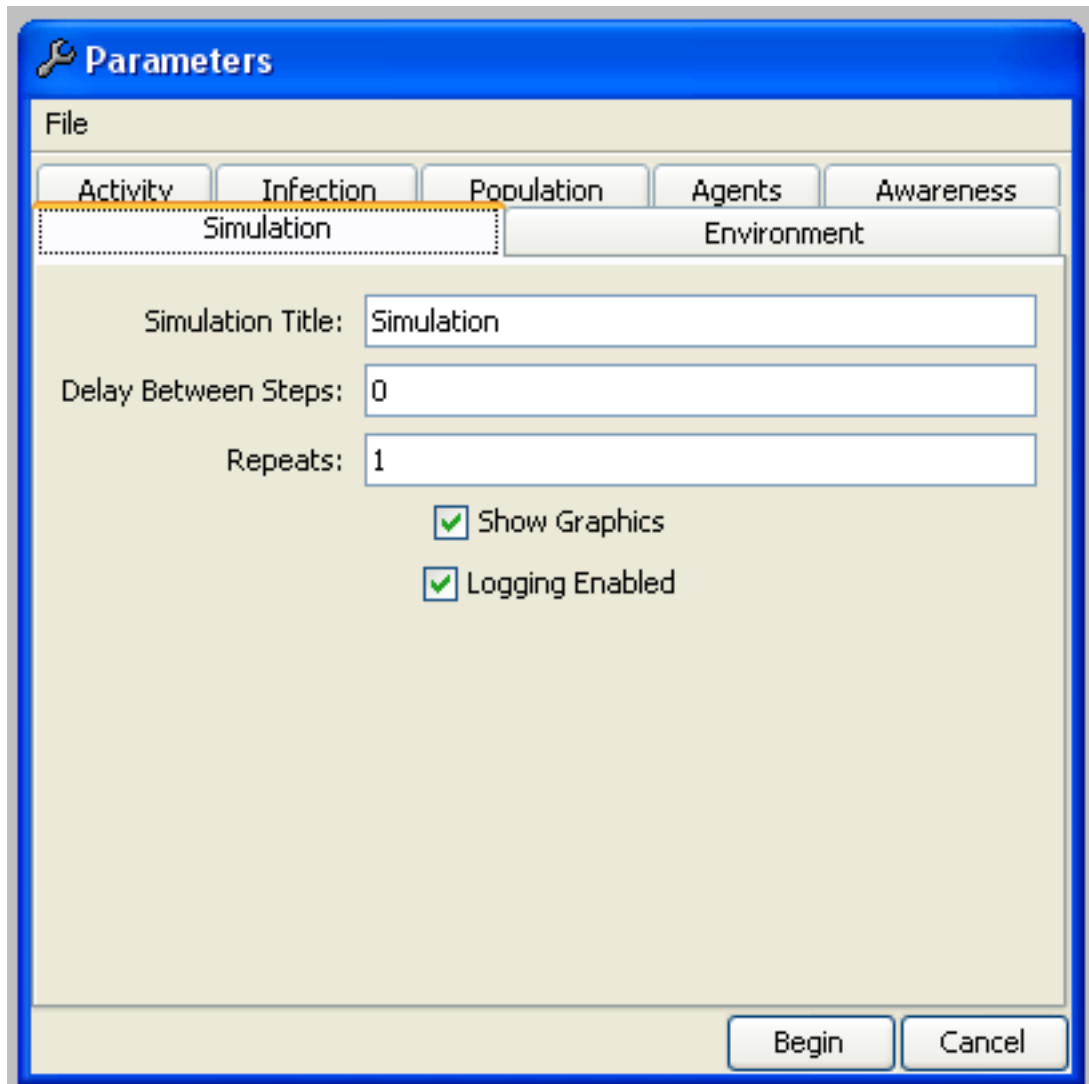 Parameters
File
Activity Infection Population Agents Awareness
Simulation Environment
Simulation Title: Simulation
Delay Between Steps: 0
Repeats: 1
Show Graphics
Logging Enabled
Begin Cancel